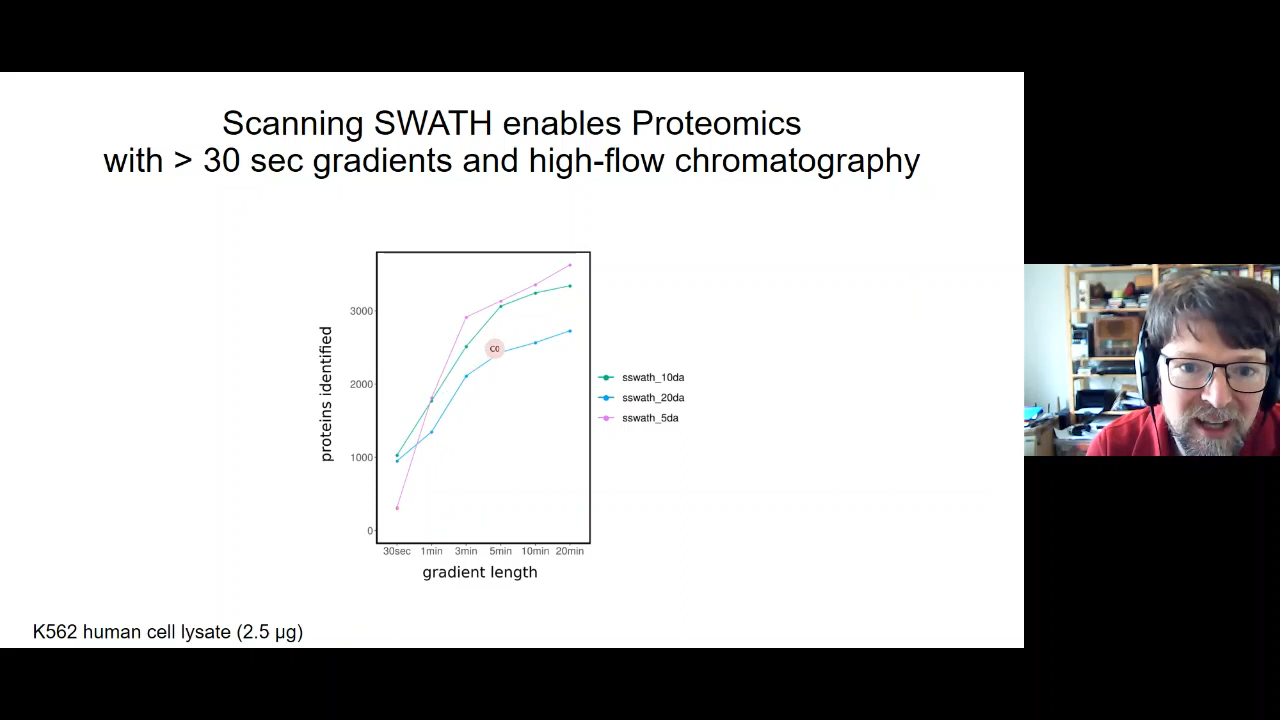 Scanning SWATH enables Proteomics
with > 30 sec gradients and high-flow chromatography
proteins identified
3000
2000
1000
0
C0
30sec 1min 3min 5min 10min 20min
gradient length
sswath_10da
sswath_20da
sswath_5da
K562 human cell lysate (2.5 µg)